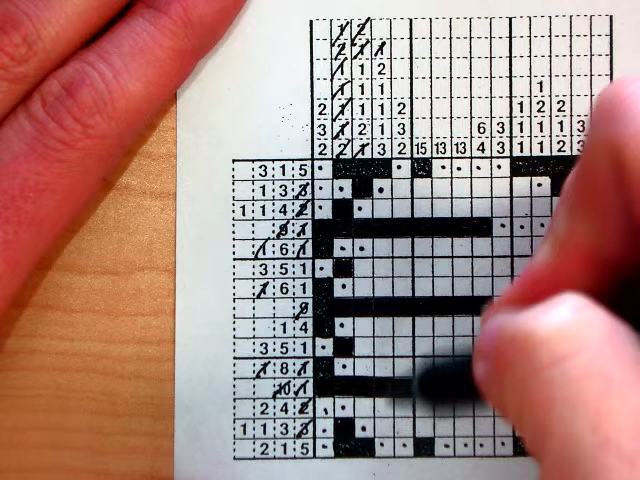 1 2
2 1 1
1 1 2
1 1 1 1
2 1 1 1 2 1 2 2
3 1 2 1 3 6 3 1 1 1 3
2 2 1 1 2 15 13 13 4 3 1 1 2 3
3 1 5
1 3 3
1 1 4 2
9 1
1 6 1
3 5 1
1 6 1
9
1 4
3 5 1
1 8 1
10 1
2 4 2
1 1 3 3
2 1 5